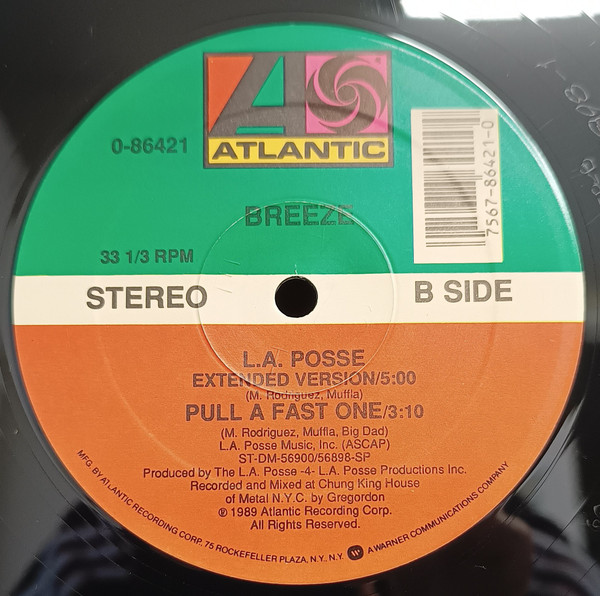 ATLANTIC
0-86421
7567-86421-0
BREEZE
33 1/3 RPM
STEREO
B SIDE
L.A. POSSE
EXTENDED VERSION/5:00
(M. Rodriguez, Muffla)
PULL A FAST ONE/3:10
(M. Rodriguez, Muffla, Big Dad)
L.A. Posse Music, Inc. (ASCAP)
ST-DM-56900/56898-SP
Produced by The L.A. Posse -4- L.A. Posse Productions Inc.
Recorded and Mixed at Chung King House
of Metal N.Y.C. by Gregordon
℗ 1989 Atlantic Recording Corp.
All Rights Reserved.
MFG. BY ATLANTIC RECORDING CORP. 75 ROCKEFELLER PLAZA, N.Y., N.Y. A WARNER COMMUNICATIONS COMPANY